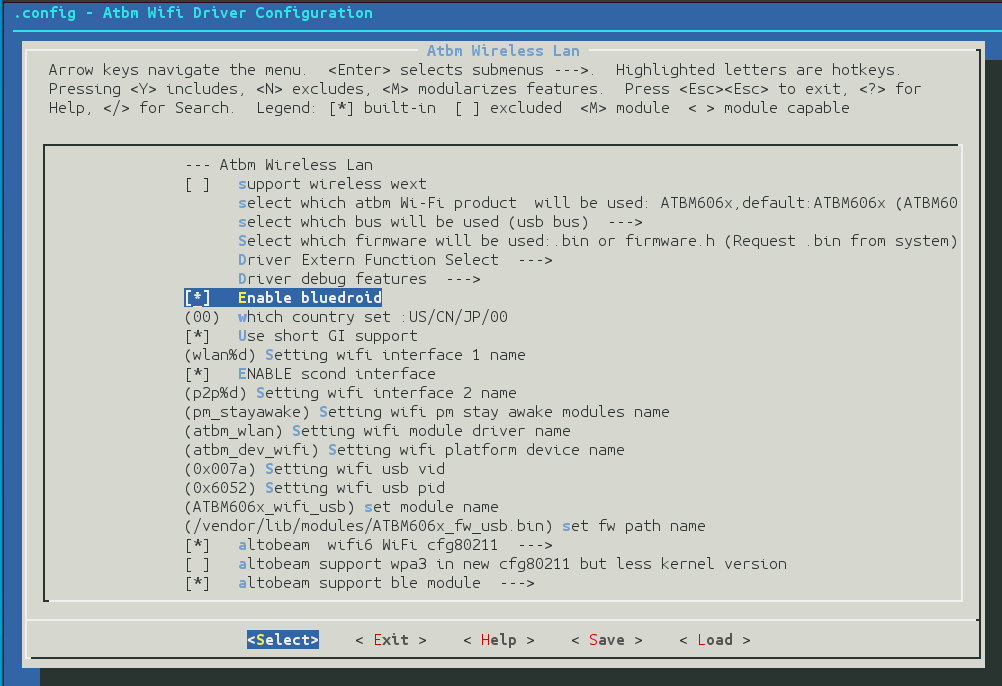 .config - Atbm Wifi Driver Configuration
Atbm Wireless Lan
Arrow keys navigate the menu.  <Enter> selects submenus --->.  Highlighted letters are hotkeys.
Pressing <Y> includes, <N> excludes, <M> modularizes features.  Press <Esc><Esc> to exit, <?> for
Help, </> for Search.  Legend: [*] built-in  [ ] excluded  <M> module  < > module capable
--- Atbm Wireless Lan
[ ]   support wireless wext
select which atbm Wi-Fi product  will be used: ATBM606x,default:ATBM606x (ATBM60
select which bus will be used (usb bus)  --->
Select which firmware will be used:.bin or firmware.h (Request .bin from system)
Driver Extern Function Select  --->
Driver debug features  --->
[*]   Enable bluedroid
(00)  which country set :US/CN/JP/00
[*]   Use short GI support
(wlan%d) Setting wifi interface 1 name
[*]   ENABLE scond interface
(p2p%d) Setting wifi interface 2 name
(pm_stayawake) Setting wifi pm stay awake modules name
(atbm_wlan) Setting wifi module driver name
(atbm_dev_wifi) Setting wifi platform device name
(0x007a) Setting wifi usb vid
(0x6052) Setting wifi usb pid
(ATBM606x_wifi_usb) set module name
(/vendor/lib/modules/ATBM606x_fw_usb.bin) set fw path name
[*]   altobeam  wifi6 WiFi cfg80211  --->
[ ]   altobeam support wpa3 in new cfg80211 but less kernel version
[*]   altobeam support ble module  --->
<Select>    < Exit >    < Help >    < Save >    < Load >